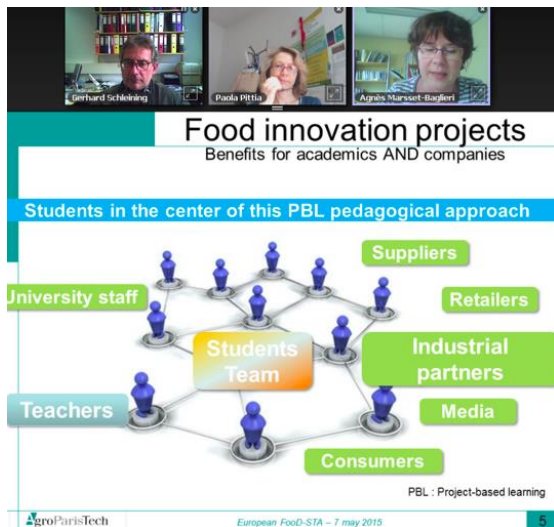 Gerhard Schleining
Paola Pittia
Agnès Marsset-Baglieri
Food innovation projects
Benefits for academics AND companies
Students in the center of this PBL pedagogical approach
Suppliers
University staff
Retailers
Students
Team
Industrial
partners
Teachers
Media
Consumers
PBL : Project-based learning
AgroParisTech
European FooD-STA – 7 may 2015
5